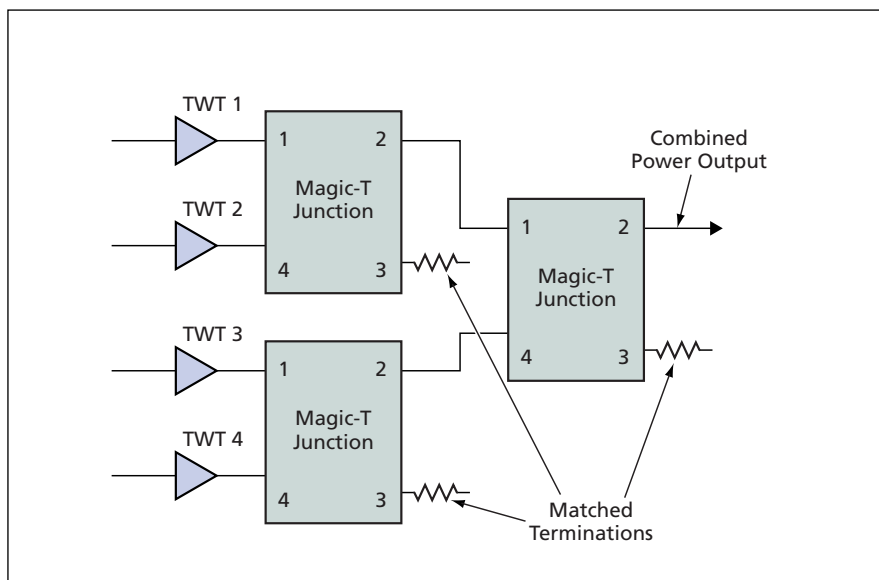 TWT 1
1
2
Magic-T
Junction
TWT 2
4
3
Combined
Power Output
1
2
Magic-T
Junction
4
3
TWT 3
1
2
Magic-T
Junction
TWT 4
4
3
Matched
Terminations